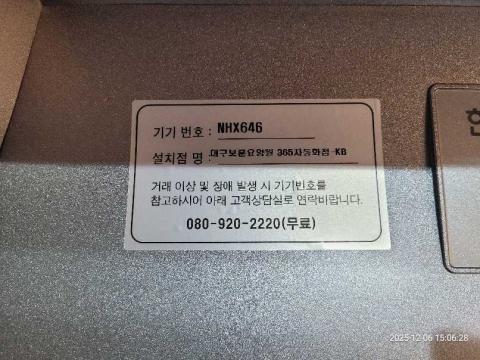 기기 번호 : NHX646
설치점 명 : 대구보훈요양원 365자동화점-KB
거래 이상 및 장애 발생 시 기기번호를
참고하시어 아래 고객상담실로 연락바랍니다.
080-920-2220(무료)
2025-12-06 15:06:28